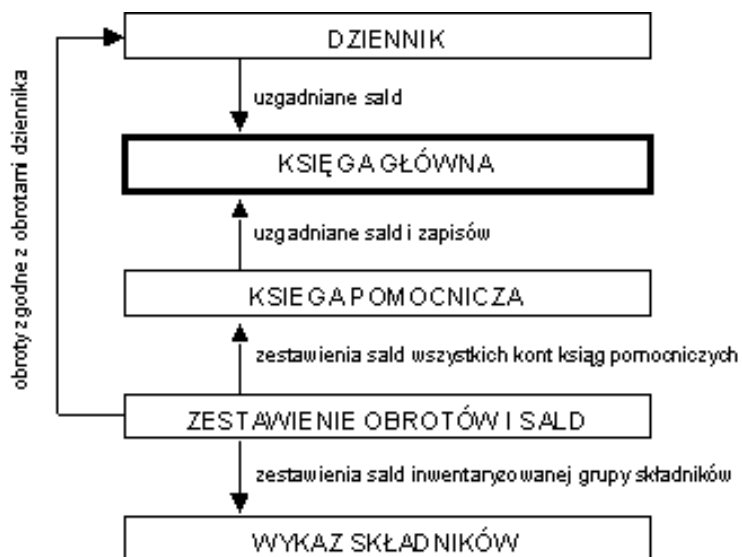 DZIENNIK
uzgadniane sald
KSIĘGA GŁÓWNA
uzgadniane sald i zapisów
KSIEGA POMOCNICZA
zestawienia sald wszystkich kont ksiąg pomocniczych
ZESTAWIENIE OBROTÓW I SALD
zestawienia sald inwentaryzowanej grupy składników
WYKAZ SKŁADNIKÓW
obroty zgodne z obrotami dziennika